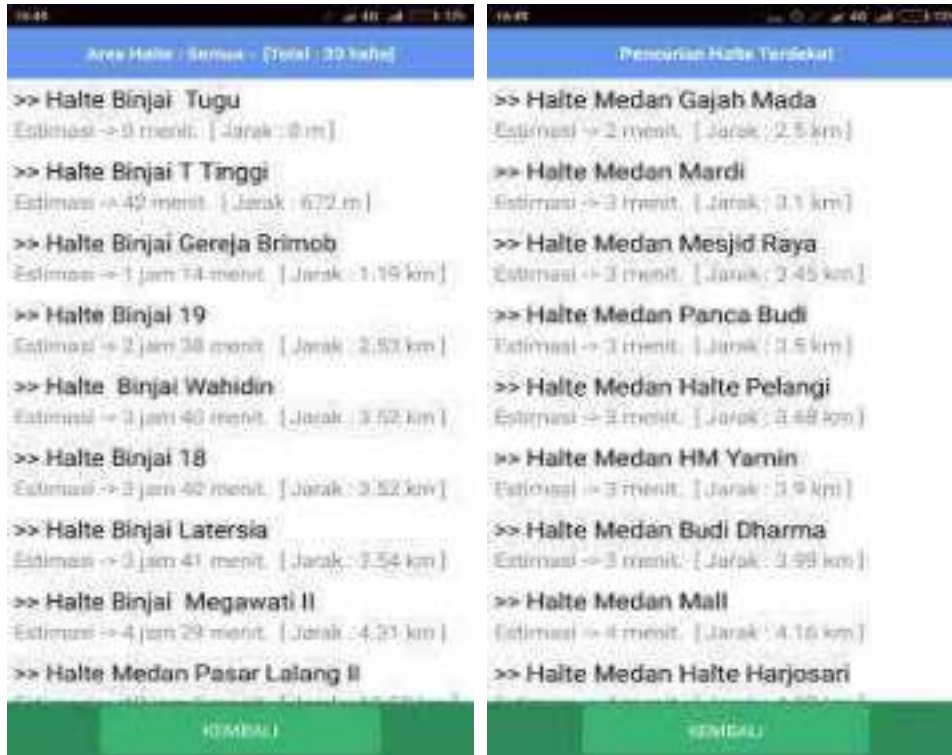 Area Halte : Semua - [Total : 39 halte]
>> Halte Binjai Tugu
Estimasi -> 0 menit. [ Jarak : 0 m ]
>> Halte Binjai T Tinggi
Estimasi -> 42 menit. [ Jarak : 672 m ]
>> Halte Binjai Gereja Brimob
Estimasi -> 1 jam 14 menit. [ Jarak : 1.19 km ]
>> Halte Binjai 19
Estimasi -> 2 jam 38 menit. [ Jarak : 2.53 km ]
>> Halte Binjai Wahidin
Estimasi -> 3 jam 40 menit. [ Jarak : 3.52 km ]
>> Halte Binjai 18
Estimasi -> 3 jam 40 menit. [ Jarak : 3.52 km ]
>> Halte Binjai Latersia
Estimasi -> 3 jam 41 menit. [ Jarak : 3.54 km ]
>> Halte Binjai Megawati II
Estimasi -> 4 jam 29 menit. [ Jarak : 4.31 km ]
>> Halte Medan Pasar Lalang II
KEMBALI
Pencarian Halte Terdekat
>> Halte Medan Gajah Mada
Estimasi -> 2 menit. [ Jarak : 2.5 km ]
>> Halte Medan Mardi
Estimasi -> 3 menit. [ Jarak : 3.1 km ]
>> Halte Medan Mesjid Raya
Estimasi -> 3 menit. [ Jarak : 3.45 km ]
>> Halte Medan Panca Budi
Estimasi -> 3 menit. [ Jarak : 3.5 km ]
>> Halte Medan Halte Pelangi
Estimasi -> 3 menit. [ Jarak : 3.68 km ]
>> Halte Medan HM Yamin
Estimasi -> 3 menit. [ Jarak : 3.9 km ]
>> Halte Medan Budi Dharma
Estimasi -> 3 menit. [ Jarak : 3.99 km ]
>> Halte Medan Mall
Estimasi -> 4 menit. [ Jarak : 4.16 km ]
>> Halte Medan Halte Harjosari
KEMBALI